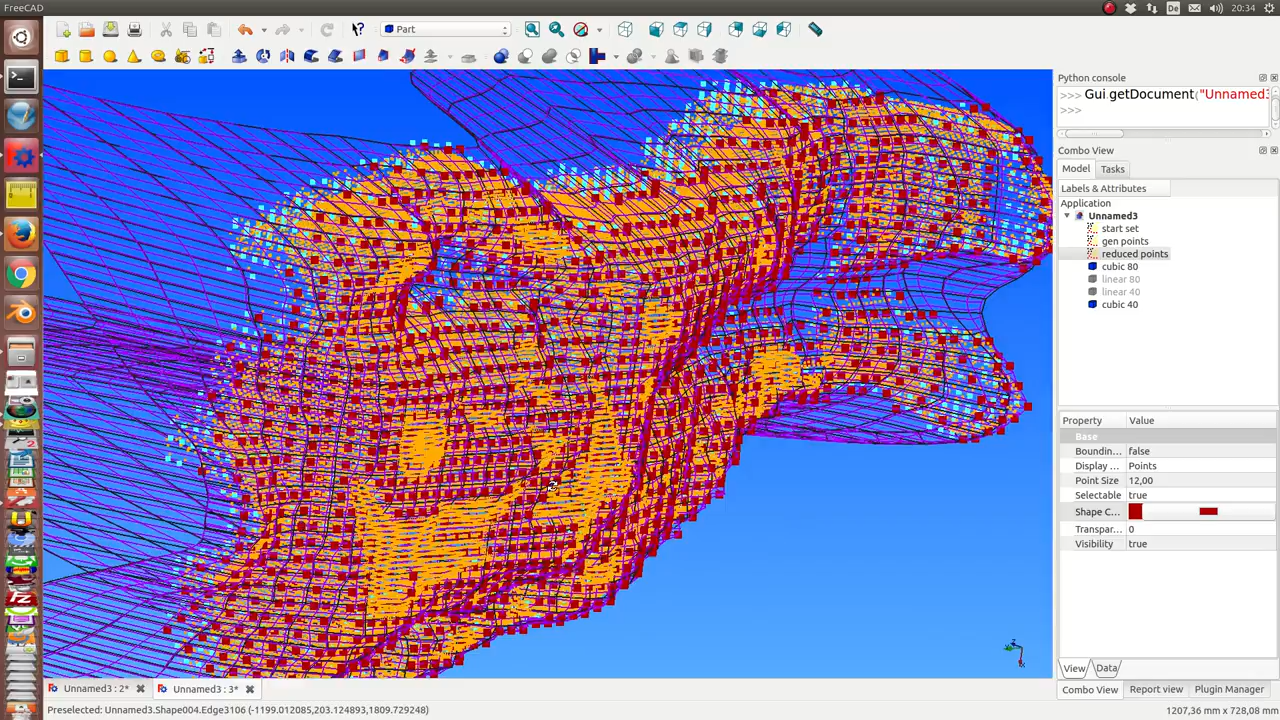 FreeCAD
De
20:34
Part
Python console
>>> Gui.getDocument("Unnamed3
>>>
Combo View
Model
Tasks
Labels & Attributes
Application
Unnamed3
start set
gen points
reduced points
cubic 80
linear 80
linear 40
cubic 40
Property
Value
Base
Boundin...
false
Display ...
Points
Point Size
12,00
Selectable
true
Shape C...
Transpar...
0
Visibility
true
View
Data
Unnamed3 : 2*
Unnamed3 : 3*
Combo View
Report view
Plugin Manager
Preselected: Unnamed3.Shape004.Edge3106 (-1199.012085,203.124893,1809.729248)
1207,36 mm x 728,08 mm